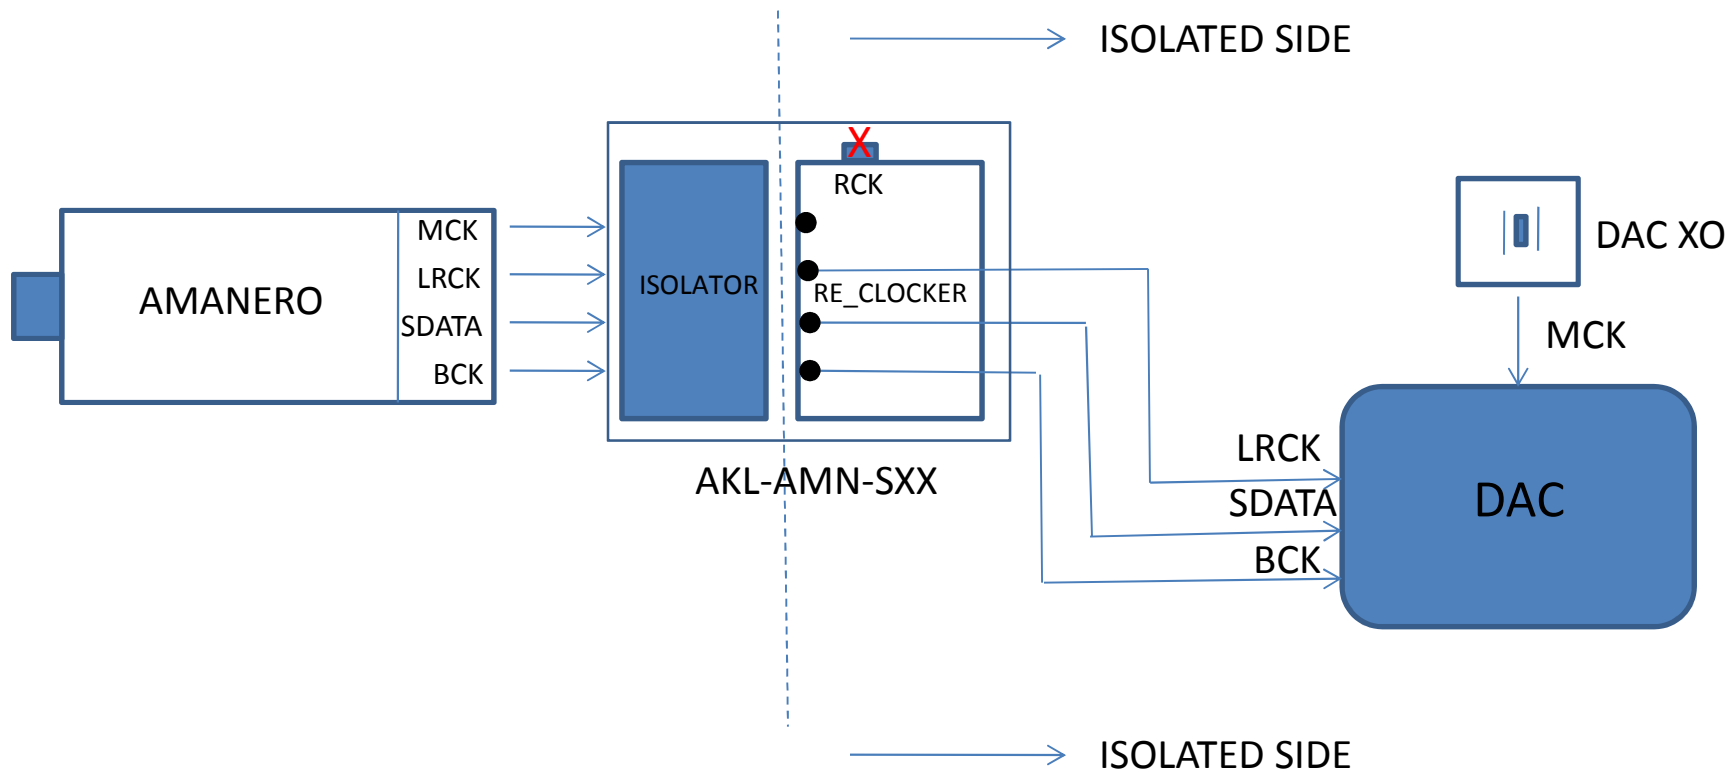 ISOLATED SIDE
X
RCK
MCK
LRCK
SDATA
BCK
AMANERO
ISOLATOR
RE_CLOCKER
DAC XO
MCK
AKL-AMN-SXX
LRCK
SDATA
BCK
DAC
ISOLATED SIDE